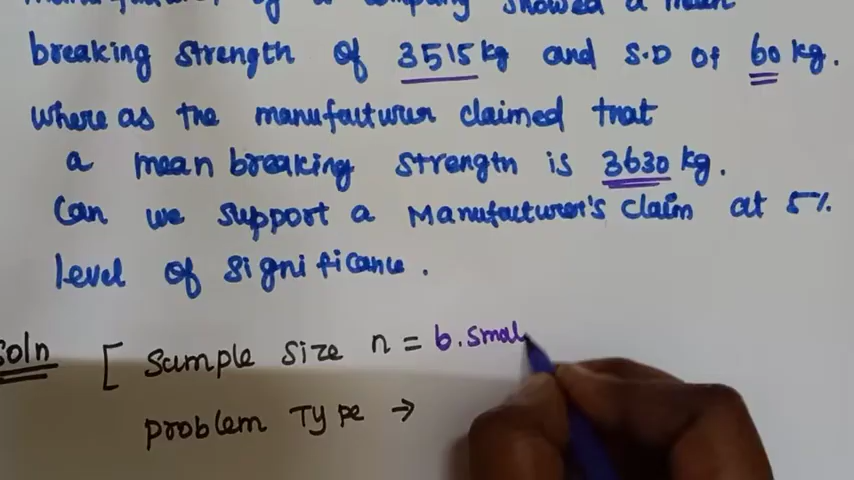 breaking strength of 3515 kg and S.D of 60 kg.
where as the manufacturer claimed that
a mean breaking strength is 3630 kg.
Can we support a Manufacturer's claim at 5%
level of significance.
soln [ sample size n = 6. smal
problem Type →